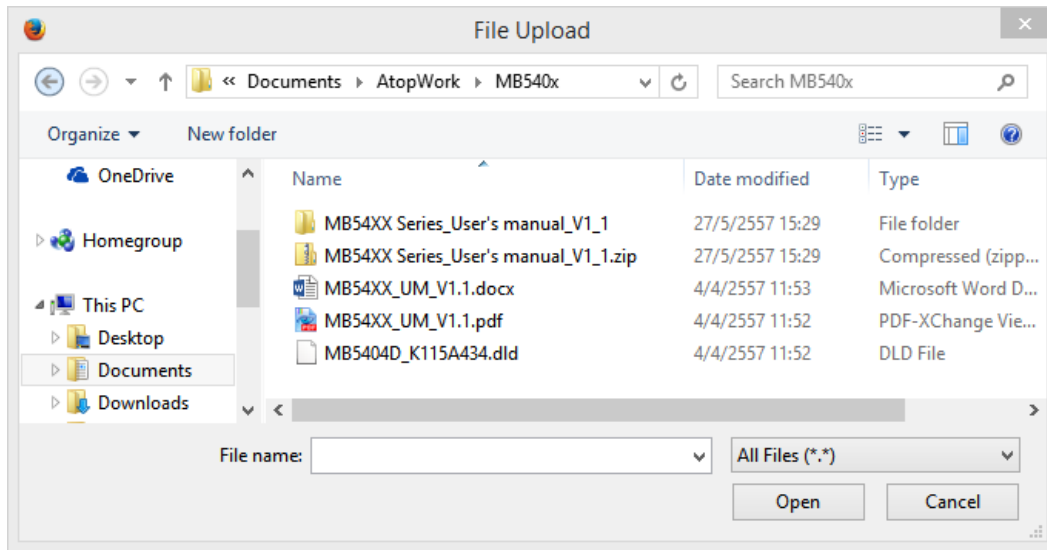 File Upload
« Documents AtopWork MB540x Search MB540x
Organize New folder
OneDrive
Homegroup
This PC
Desktop
Documents
Downloads
Name Date modified Type
MB54XX Series_User's manual_V1_1 27/5/2557 15:29 File folder
MB54XX Series_User's manual_V1_1.zip 27/5/2557 15:29 Compressed (zipp...
MB54XX_UM_V1.1.docx 4/4/2557 11:53 Microsoft Word D...
MB54XX_UM_V1.1.pdf 4/4/2557 11:52 PDF-XChange Vie...
MB5404D_K115A434.dld 4/4/2557 11:52 DLD File
File name: All Files (*.*)
Open Cancel